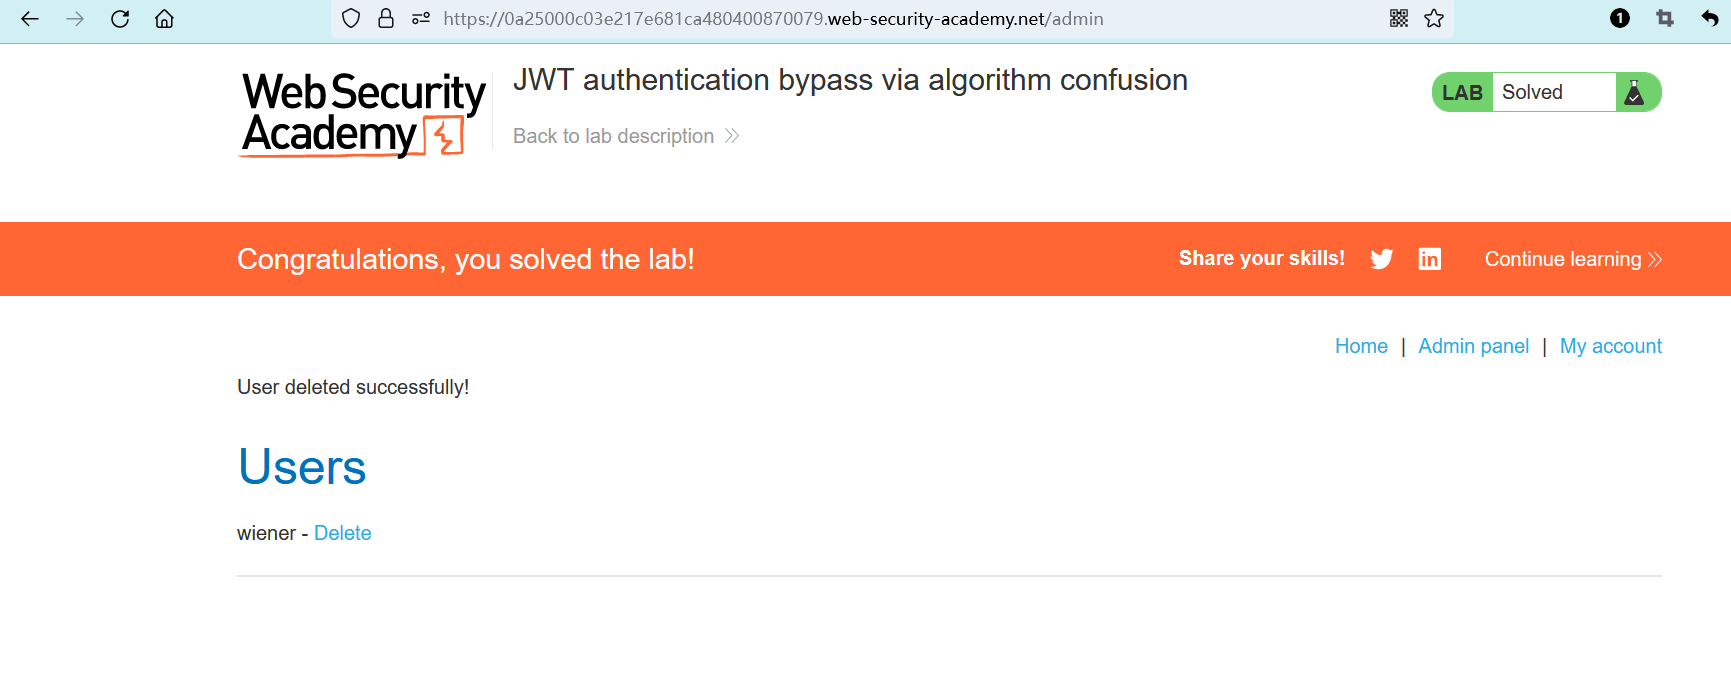 https://0a25000c03e217e681ca480400870079.web-security-academy.net/admin
1
Web Security
Academy
JWT authentication bypass via algorithm confusion
Back to lab description
LAB Solved
Congratulations, you solved the lab!
Share your skills!
in
Continue learning
Home | Admin panel | My account
User deleted successfully!
Users
wiener - Delete